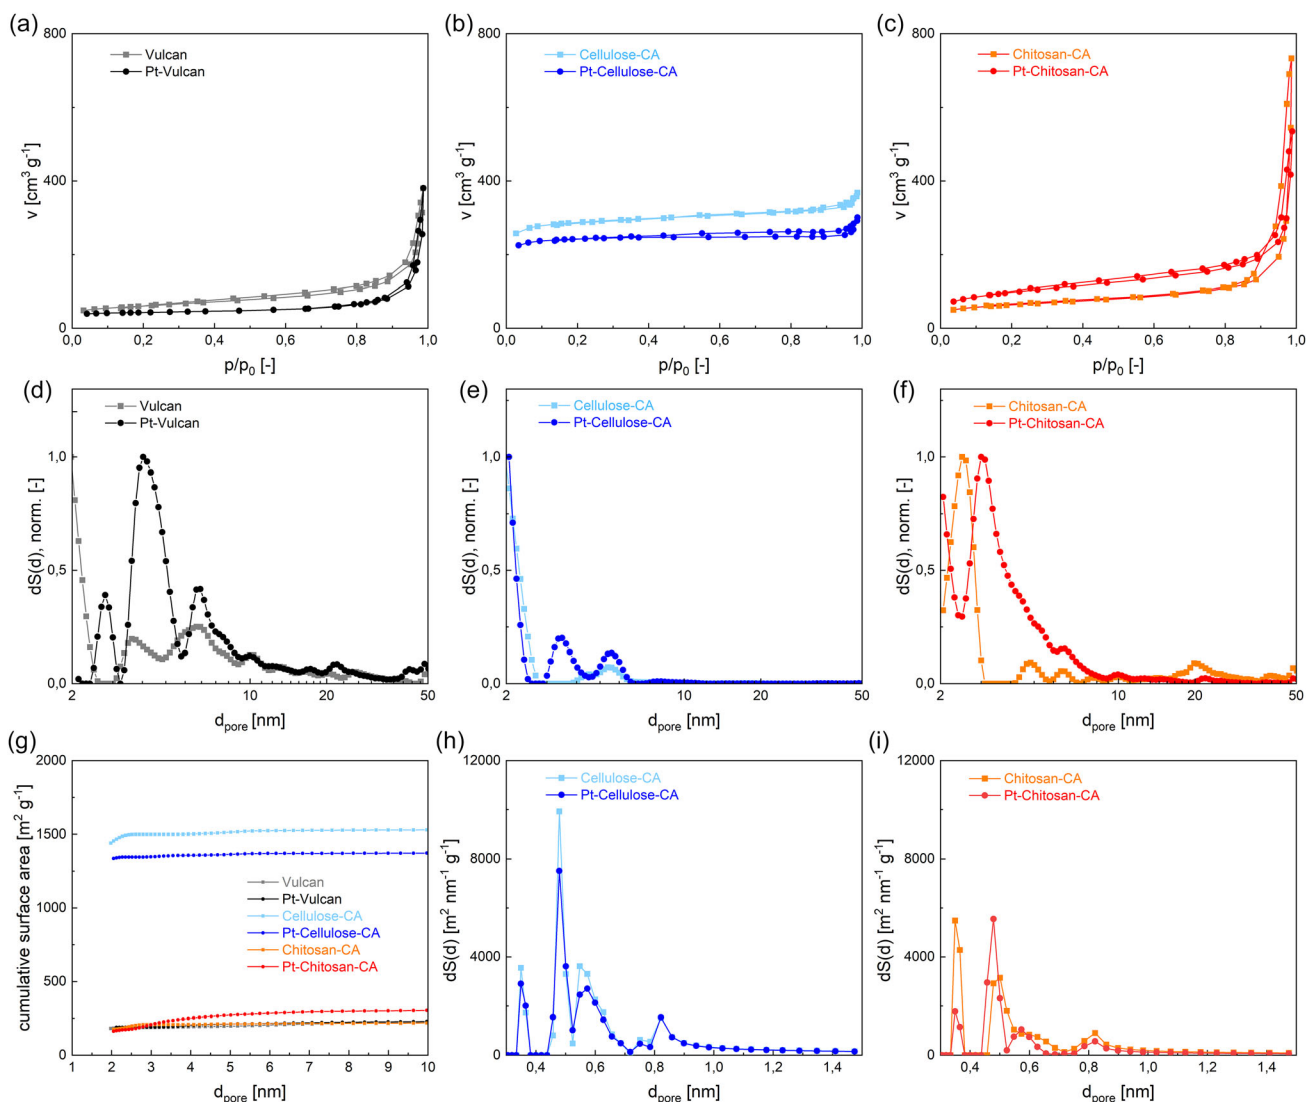 (a)
800
Vulcan
Pt-Vulcan
v [cm³ g⁻¹]
400
0
0,0 0,2 0,4 0,6 0,8 1,0
p/p₀ [-]
(b)
800
Cellulose-CA
Pt-Cellulose-CA
v [cm³ g⁻¹]
400
0
0,0 0,2 0,4 0,6 0,8 1,0
p/p₀ [-]
(c)
800
Chitosan-CA
Pt-Chitosan-CA
v [cm³ g⁻¹]
400
0
0,0 0,2 0,4 0,6 0,8 1,0
p/p₀ [-]
(d)
Vulcan
Pt-Vulcan
dS(d), norm. [-]
1,0
0,5
0,0
2 10 20 50
d_pore [nm]
(e)
Cellulose-CA
Pt-Cellulose-CA
dS(d), norm. [-]
1,0
0,5
0,0
2 10 20 50
d_pore [nm]
(f)
Chitosan-CA
Pt-Chitosan-CA
dS(d), norm. [-]
1,0
0,5
0,0
2 10 20 50
d_pore [nm]
(g)
cumulative surface area [m² g⁻¹]
2000
1500
1000
500
0
Vulcan
Pt-Vulcan
Cellulose-CA
Pt-Cellulose-CA
Chitosan-CA
Pt-Chitosan-CA
1 2 3 4 5 6 7 8 9 10
d_pore [nm]
(h)
12000
Cellulose-CA
Pt-Cellulose-CA
dS(d) [m² nm⁻¹ g⁻¹]
8000
4000
0
0,4 0,6 0,8 1,0 1,2 1,4
d_pore [nm]
(i)
12000
Chitosan-CA
Pt-Chitosan-CA
dS(d) [m² nm⁻¹ g⁻¹]
8000
4000
0
0,4 0,6 0,8 1,0 1,2 1,4
d_pore [nm]